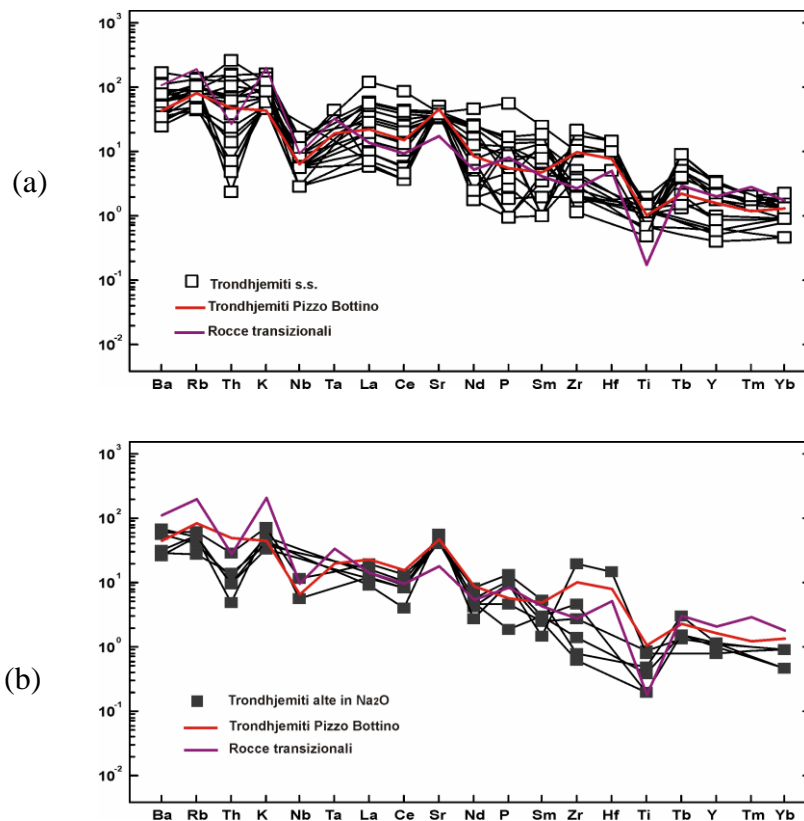 (a)
10³
10²
10¹
10⁰
10⁻¹
10⁻²
Trondhjemiti s.s.
Trondhjemiti Pizzo Bottino
Rocce transizionali
Ba Rb Th K Nb Ta La Ce Sr Nd P Sm Zr Hf Ti Tb Y Tm Yb
(b)
10³
10²
10¹
10⁰
10⁻¹
10⁻²
Trondhjemiti alte in Na₂O
Trondhjemiti Pizzo Bottino
Rocce transizionali
Ba Rb Th K Nb Ta La Ce Sr Nd P Sm Zr Hf Ti Tb Y Tm Yb